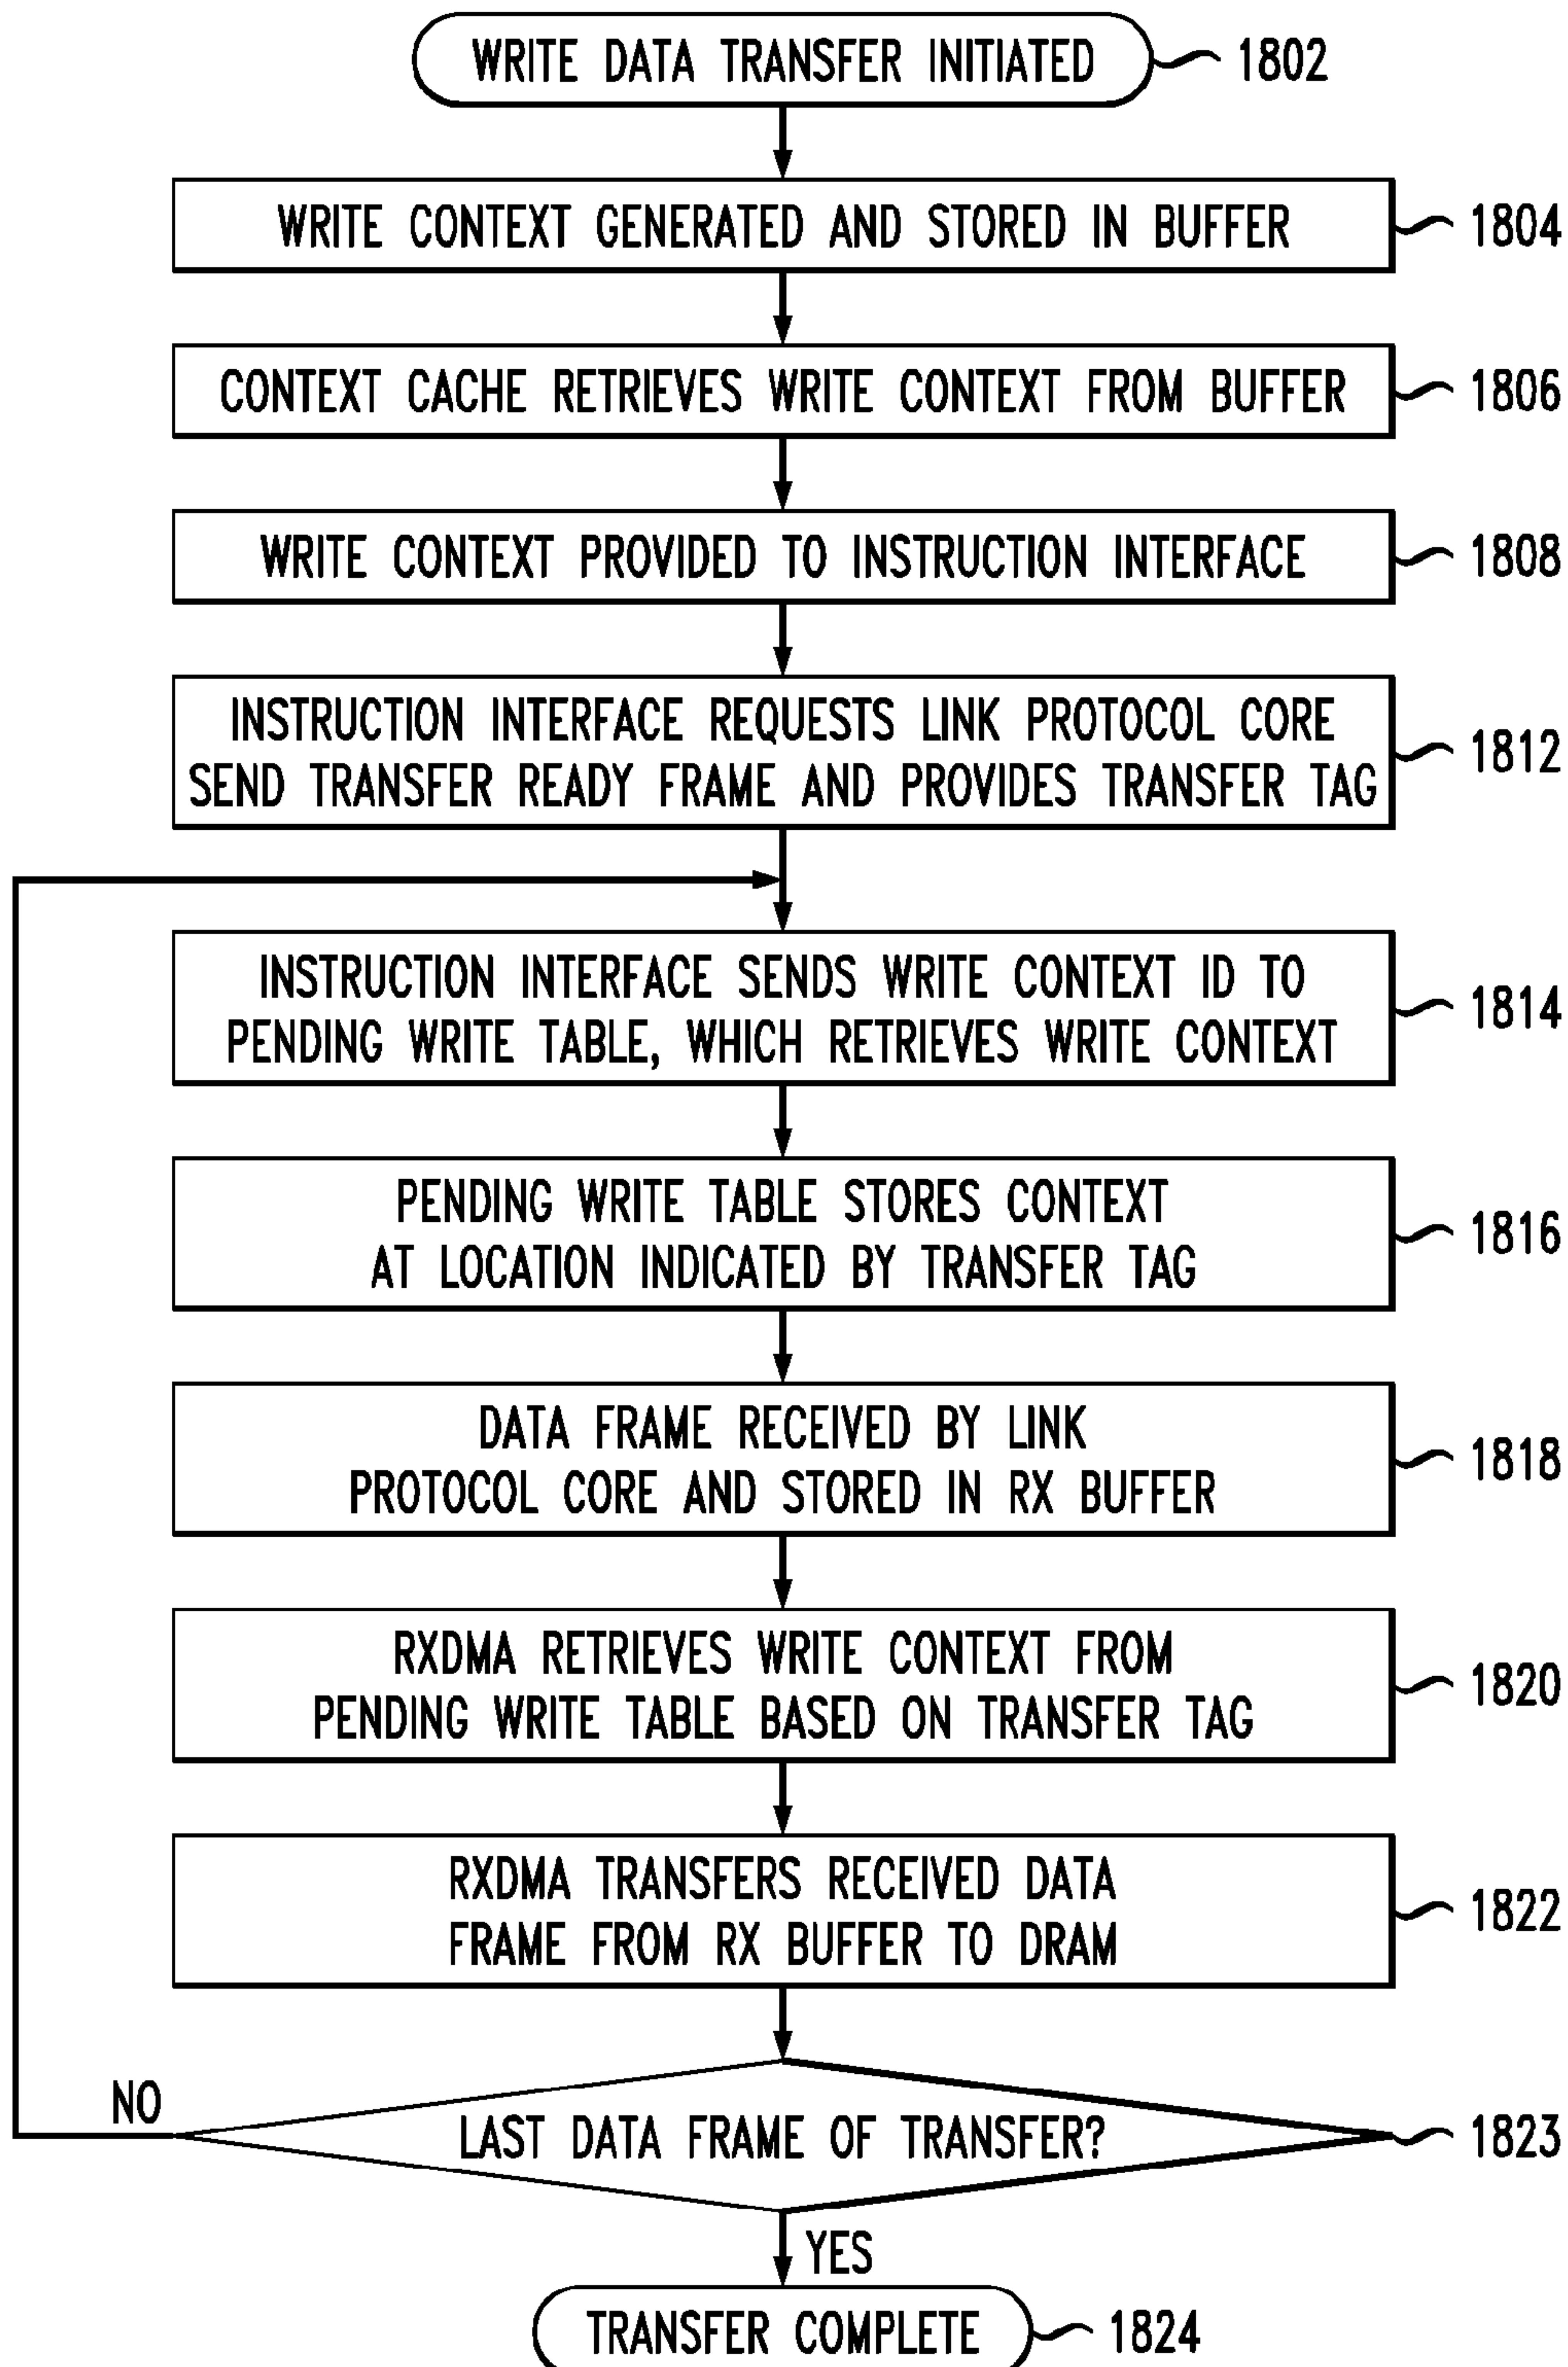 WRITE DATA TRANSFER INITIATED 1802
WRITE CONTEXT GENERATED AND STORED IN BUFFER 1804
CONTEXT CACHE RETRIEVES WRITE CONTEXT FROM BUFFER 1806
WRITE CONTEXT PROVIDED TO INSTRUCTION INTERFACE 1808
INSTRUCTION INTERFACE REQUESTS LINK PROTOCOL CORE
SEND TRANSFER READY FRAME AND PROVIDES TRANSFER TAG
1812
INSTRUCTION INTERFACE SENDS WRITE CONTEXT ID TO
PENDING WRITE TABLE, WHICH RETRIEVES WRITE CONTEXT
1814
PENDING WRITE TABLE STORES CONTEXT
AT LOCATION INDICATED BY TRANSFER TAG
1816
DATA FRAME RECEIVED BY LINK
PROTOCOL CORE AND STORED IN RX BUFFER
1818
RXDMA RETRIEVES WRITE CONTEXT FROM
PENDING WRITE TABLE BASED ON TRANSFER TAG
1820
RXDMA TRANSFERS RECEIVED DATA
FRAME FROM RX BUFFER TO DRAM
1822
NO
LAST DATA FRAME OF TRANSFER? 1823
YES
TRANSFER COMPLETE 1824